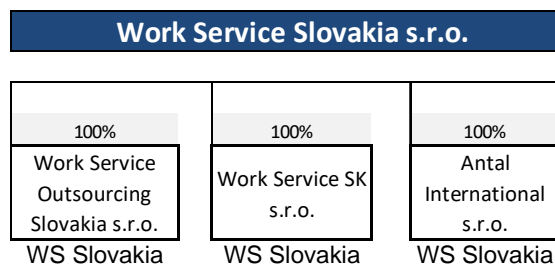 Work Service Slovakia s.r.o.
100% 100% 100%
Work Service
Outsourcing
Slovakia s.r.o.
Work Service SK
s.r.o.
Antal
International
s.r.o.
WS Slovakia WS Slovakia WS Slovakia